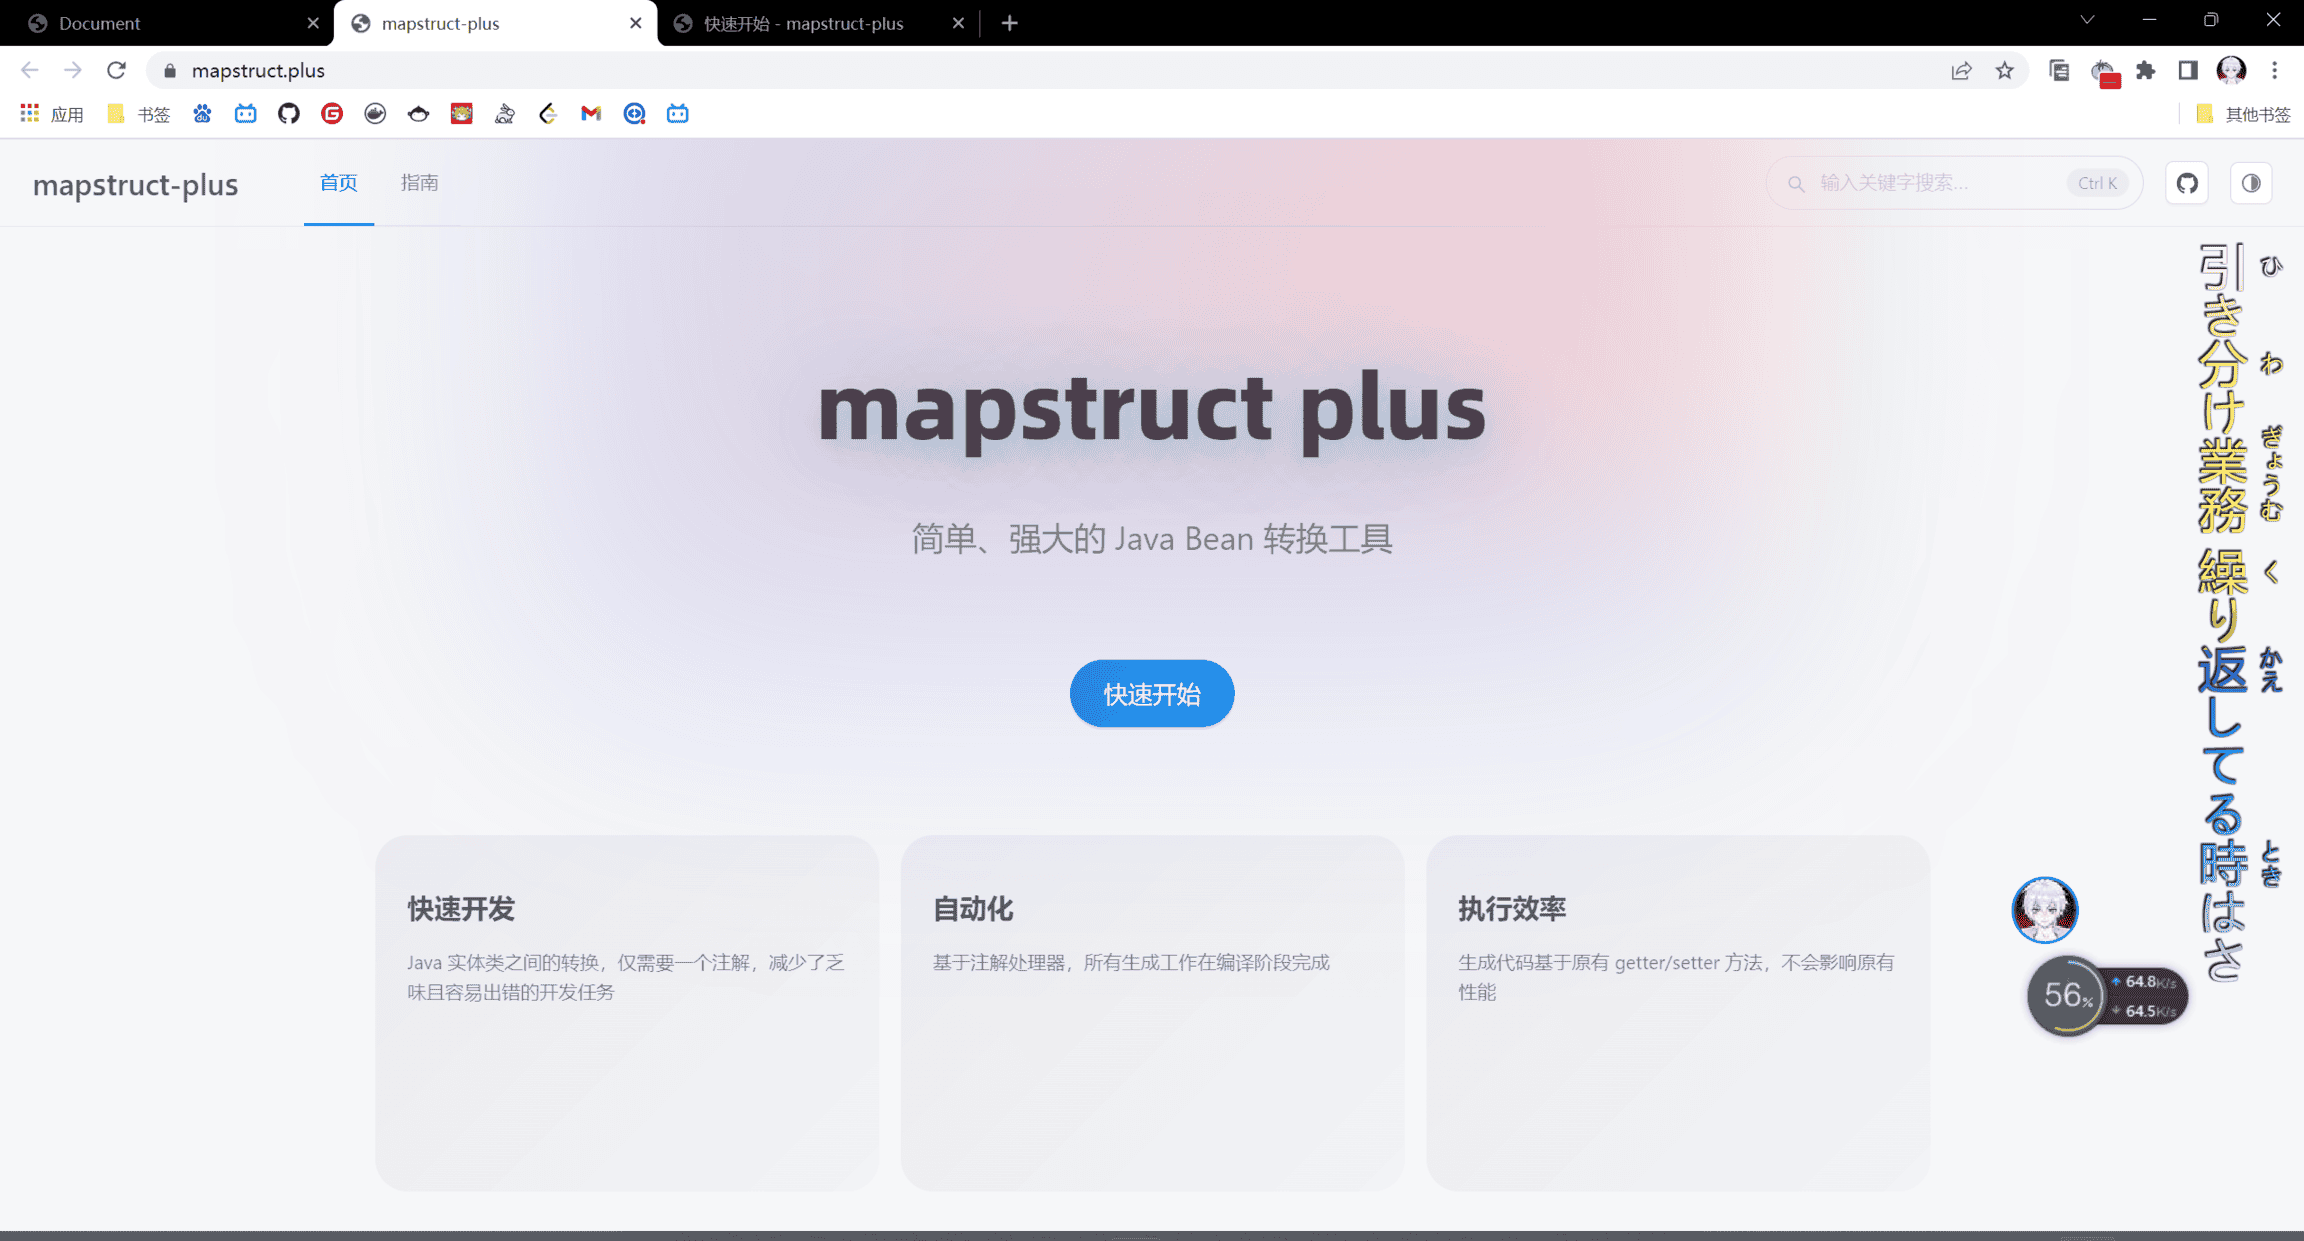 Document
mapstruct-plus
快速开始 - mapstruct-plus
mapstruct.plus
应用
书签
其他书签
mapstruct-plus
首页
指南
输入关键字搜索...
Ctrl K
mapstruct plus
简单、强大的 Java Bean 转换工具
快速开始
快速开发
Java 实体类之间的转换，仅需要一个注解，减少了乏
味且容易出错的开发任务
自动化
基于注解处理器，所有生成工作在编译阶段完成
执行效率
生成代码基于原有 getter/setter 方法，不会影响原有
性能
ひ わ ぎょうむ く かえ とき
引き分け業務 繰り返してる時はさ
56%
64.8K/s
64.5K/s